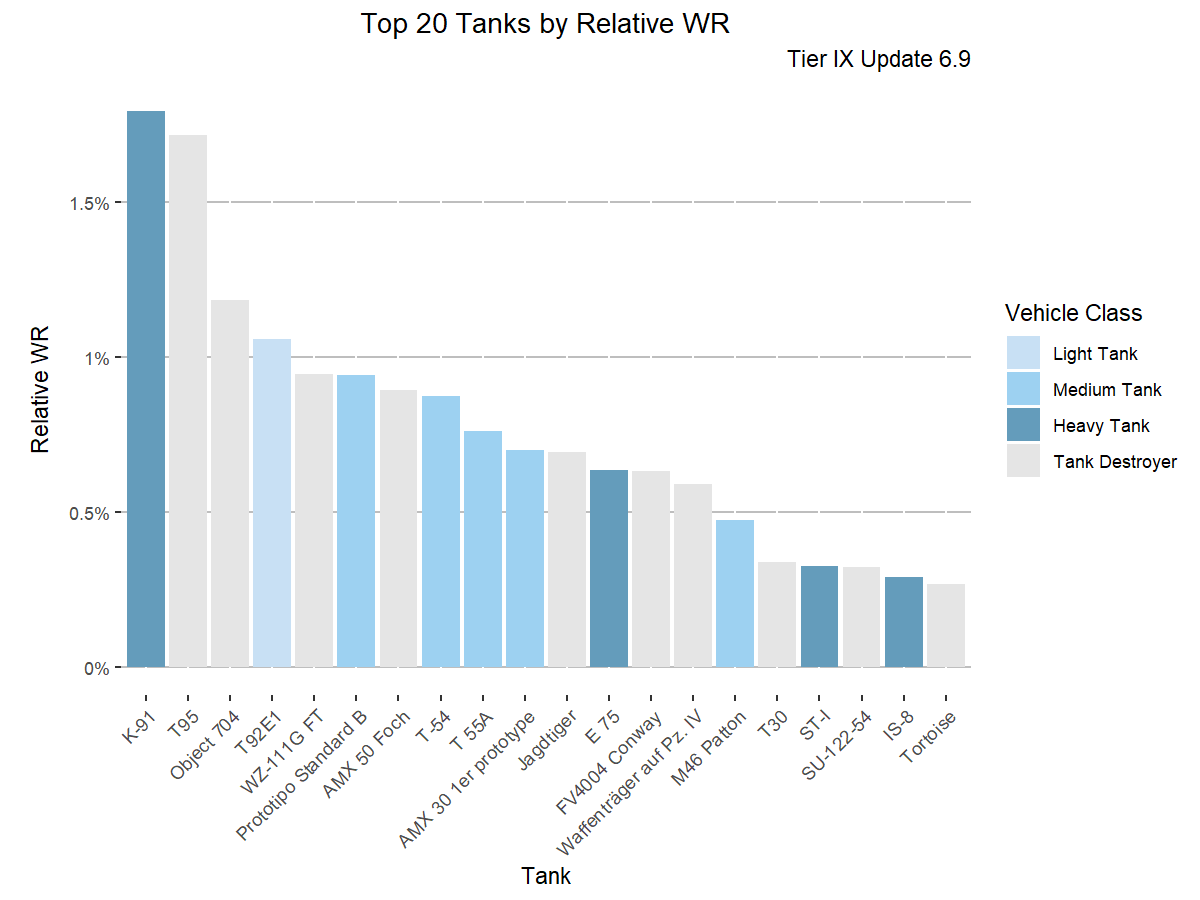 Top 20 Tanks by Relative WR
Tier IX Update 6.9
Relative WR
1.5%
1%
0.5%
0%
K-91
T95
Object 704
T92E1
WZ-111G FT
Prototipo Standard B
AMX 50 Foch
T-54
T 55A
AMX 30 1er prototype
Jagdtiger
E 75
FV4004 Conway
Waffenträger auf Pz. IV
M46 Patton
T30
ST-I
SU-122-54
IS-8
Tortoise
Tank
Vehicle Class
Light Tank
Medium Tank
Heavy Tank
Tank Destroyer